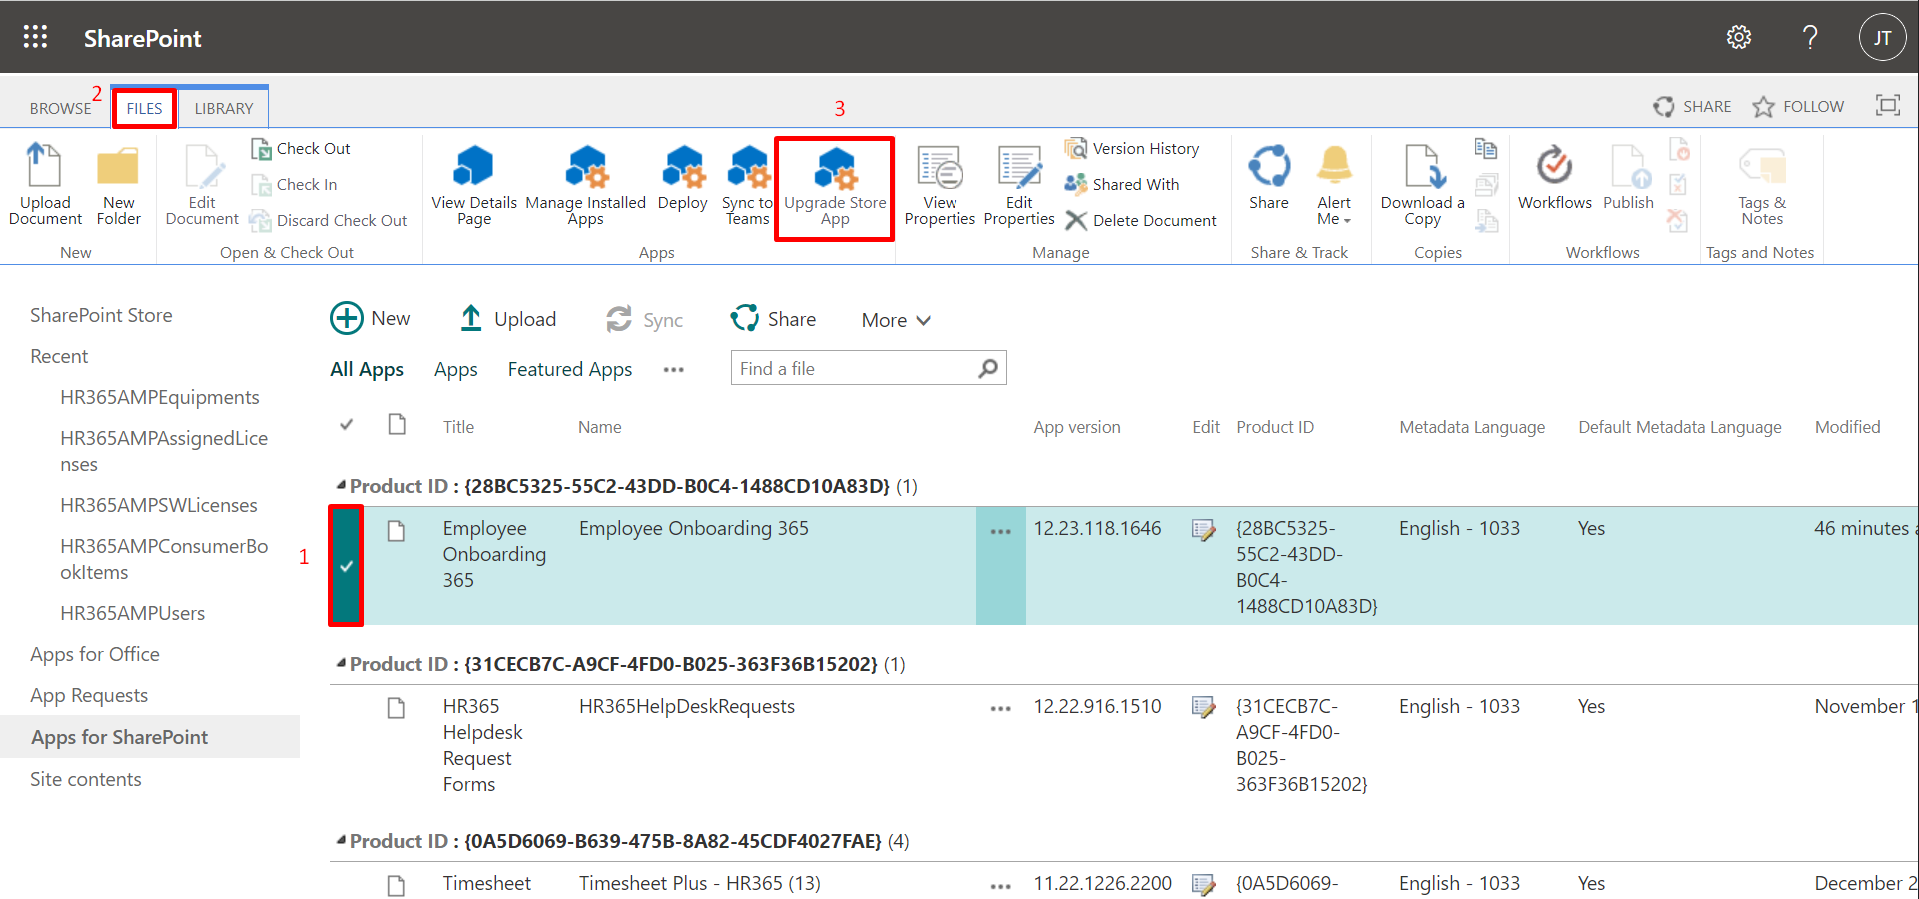 SharePoint
JT
BROWSE
2
FILES
LIBRARY
3
SHARE
FOLLOW
Upload Document
New Folder
New
Edit Document
Check Out
Check In
Discard Check Out
Open & Check Out
View Details Page
Manage Installed Apps
Deploy
Sync to Teams
Upgrade Store App
Apps
View Properties
Edit Properties
Version History
Shared With
Delete Document
Manage
Share
Alert Me
Share & Track
Download a Copy
Copies
Workflows
Publish
Workflows
Tags & Notes
Tags and Notes
SharePoint Store
Recent
HR365AMPEquipments
HR365AMPAssignedLice
nses
HR365AMPSWLicenses
HR365AMPConsumerBo
okItems
HR365AMPUsers
Apps for Office
App Requests
Apps for SharePoint
Site contents
New
Upload
Sync
Share
More
All Apps
Apps
Featured Apps
Find a file
Title
Name
App version
Edit
Product ID
Metadata Language
Default Metadata Language
Modified
Product ID : {28BC5325-55C2-43DD-B0C4-1488CD10A83D} (1)
1
Employee
Onboarding
365
Employee Onboarding 365
12.23.118.1646
{28BC5325-
55C2-43DD-
B0C4-
1488CD10A83D}
English - 1033
Yes
46 minutes a
Product ID : {31CECB7C-A9CF-4FD0-B025-363F36B15202} (1)
HR365
Helpdesk
Request
Forms
HR365HelpDeskRequests
12.22.916.1510
{31CECB7C-
A9CF-4FD0-
B025-
363F36B15202}
English - 1033
Yes
November 1
Product ID : {0A5D6069-B639-475B-8A82-45CDF4027FAE} (4)
Timesheet
Timesheet Plus - HR365 (13)
11.22.1226.2200
{0A5D6069-
English - 1033
Yes
December 2